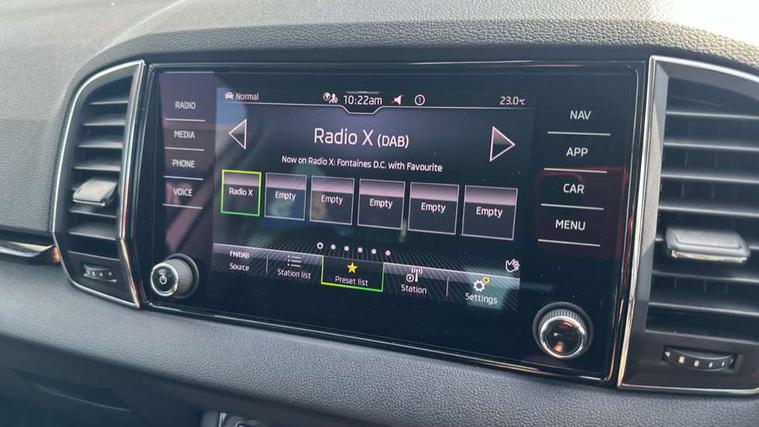 Normal
10:22am
23.0°C
RADIO
MEDIA
PHONE
VOICE
Radio X (DAB)
Now on Radio X: Fontaines D.C. with Favourite
Radio X
Empty
Empty
Empty
Empty
Empty
FM/DAB
Source
Station list
Preset list
Station
Settings
NAV
APP
CAR
MENU